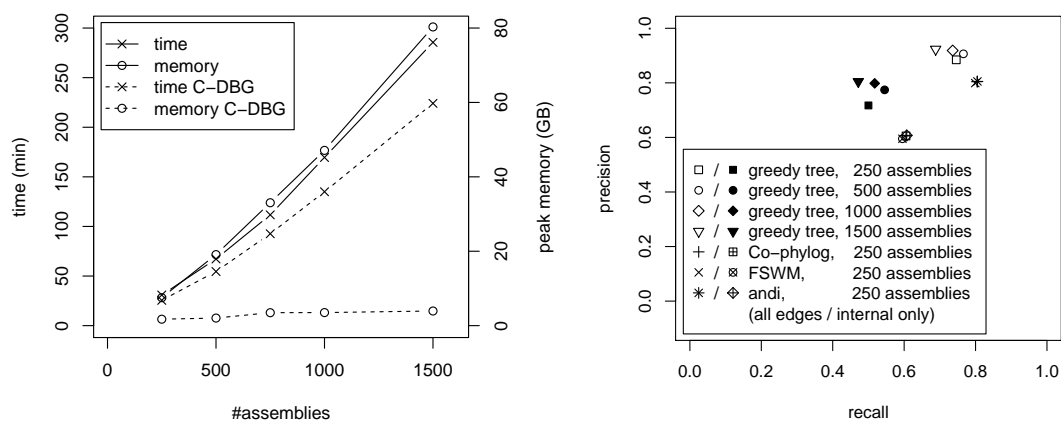 time
memory
time C−DBG
memory C−DBG
300
250
200
150
100
50
0
time (min)
0
500
1000
1500
#assemblies
80
60
40
20
0
peak memory (GB)
1.0
0.8
0.6
0.4
0.2
0.0
precision
/ greedy tree, 250 assemblies
/ greedy tree, 500 assemblies
/ greedy tree, 1000 assemblies
/ greedy tree, 1500 assemblies
/ Co−phylog, 250 assemblies
/ FSWM, 250 assemblies
/ andi, 250 assemblies
(all edges / internal only)
0.0
0.2
0.4
0.6
0.8
1.0
recall